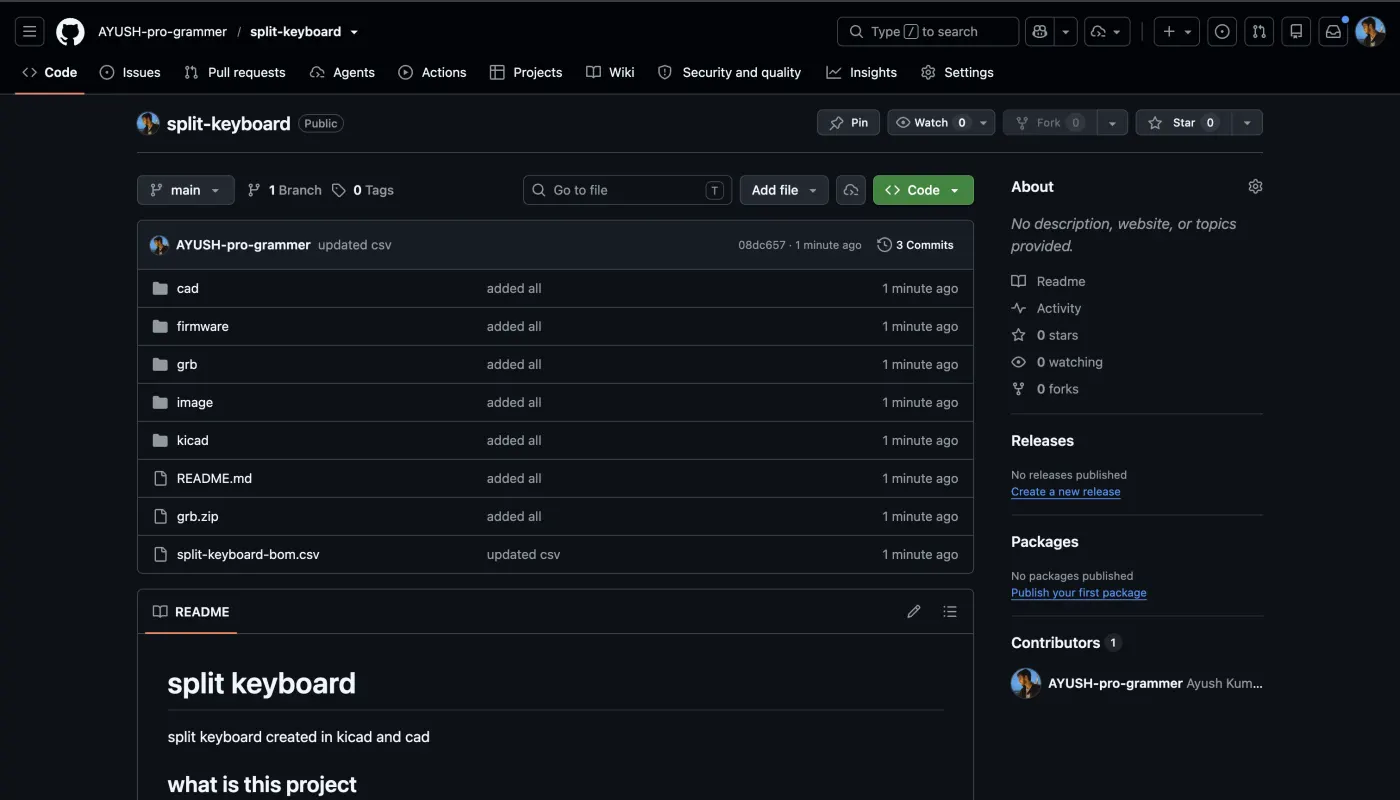 AYUSH-pro-grammer / split-keyboard
Type / to search
Code
Issues
Pull requests
Agents
Actions
Projects
Wiki
Security and quality
Insights
Settings
split-keyboard Public
Pin
Watch 0
Fork 0
Star 0
main
1 Branch
0 Tags
Go to file T
Add file
Code
AYUSH-pro-grammer updated csv 08dc657 · 1 minute ago 3 Commits
cad added all 1 minute ago
firmware added all 1 minute ago
grb added all 1 minute ago
image added all 1 minute ago
kicad added all 1 minute ago
README.md added all 1 minute ago
grb.zip added all 1 minute ago
split-keyboard-bom.csv updated csv 1 minute ago
README
split keyboard
split keyboard created in kicad and cad
what is this project
About
No description, website, or topics
provided.
Readme
Activity
0 stars
0 watching
0 forks
Releases
No releases published
Create a new release
Packages
No packages published
Publish your first package
Contributors 1
AYUSH-pro-grammer Ayush Kum...